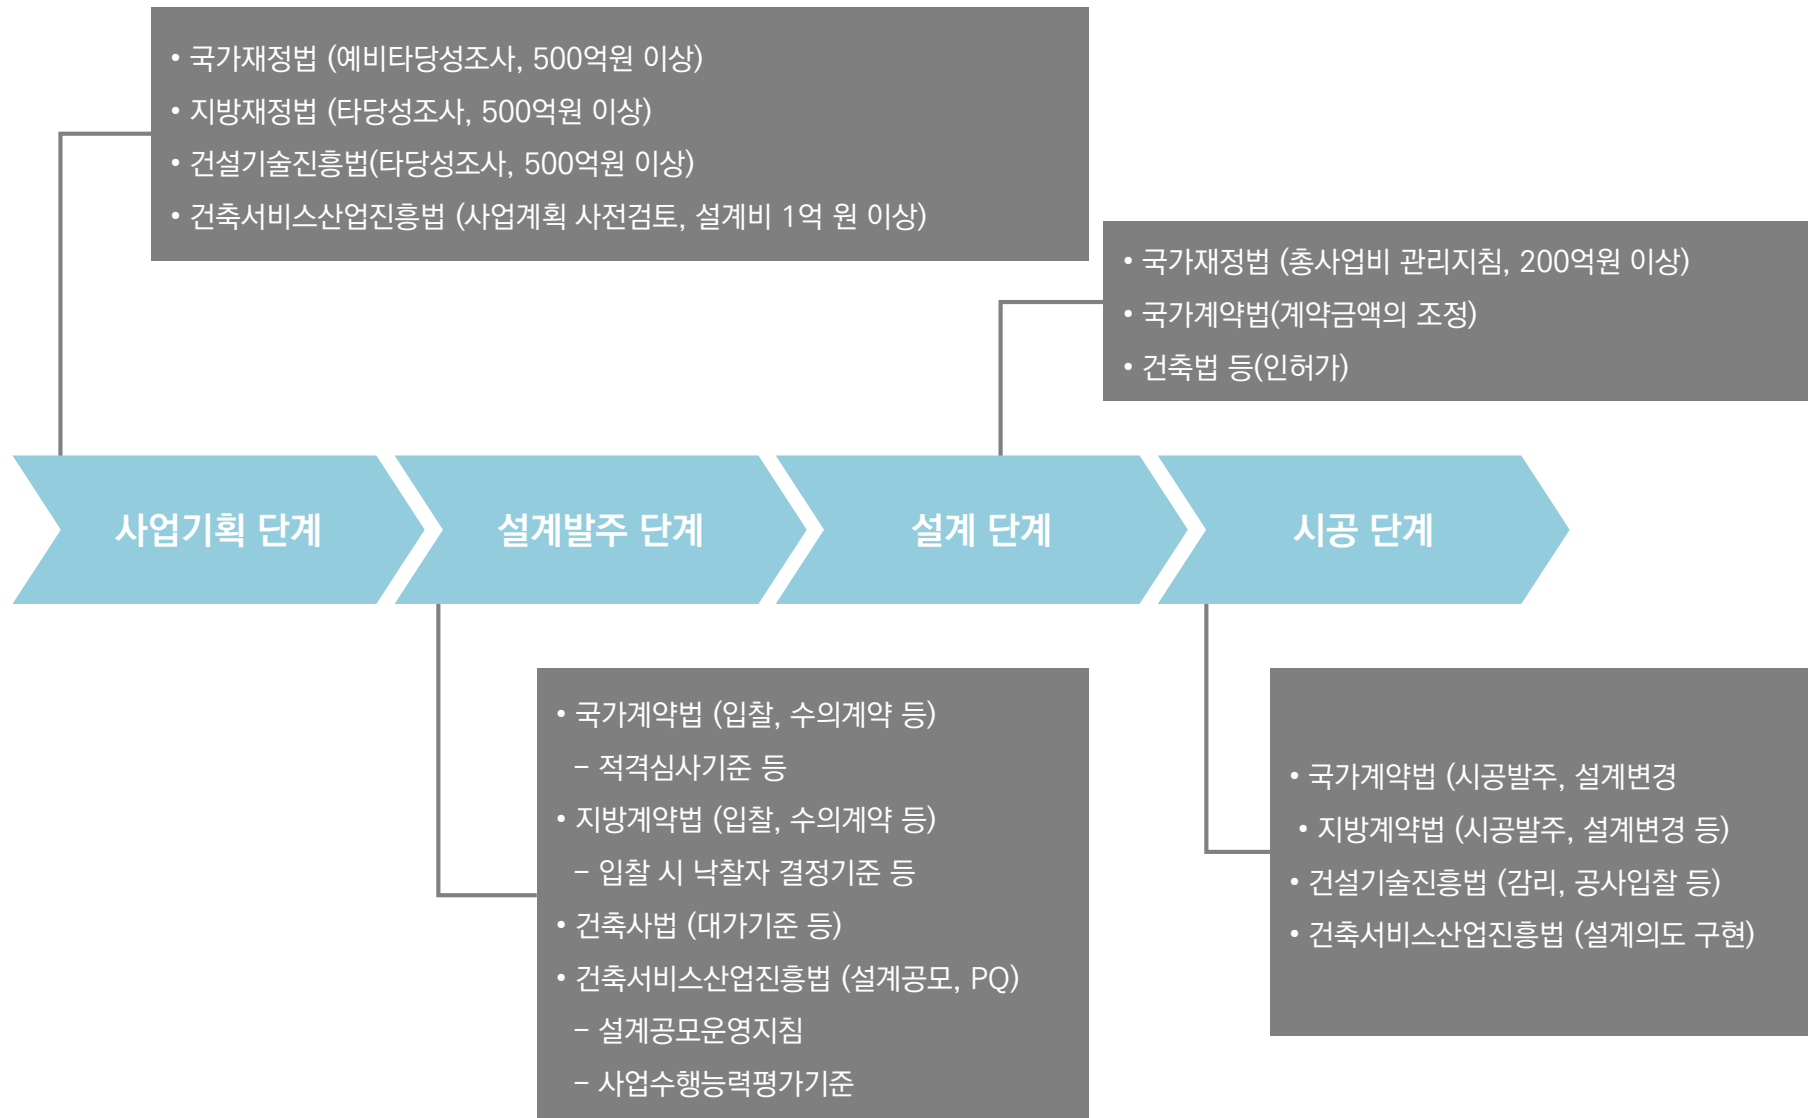 • 국가재정법 (예비타당성조사, 500억원 이상)
• 지방재정법 (타당성조사, 500억원 이상)
• 건설기술진흥법(타당성조사, 500억원 이상)
• 건축서비스산업진흥법 (사업계획 사전검토, 설계비 1억 원 이상)
• 국가재정법 (총사업비 관리지침, 200억원 이상)
• 국가계약법(계약금액의 조정)
• 건축법 등(인허가)
사업기획 단계
설계발주 단계
설계 단계
시공 단계
• 국가계약법 (입찰, 수의계약 등)
– 적격심사기준 등
• 지방계약법 (입찰, 수의계약 등)
– 입찰 시 낙찰자 결정기준 등
• 건축사법 (대가기준 등)
• 건축서비스산업진흥법 (설계공모, PQ)
– 설계공모운영지침
– 사업수행능력평가기준
• 국가계약법 (시공발주, 설계변경
• 지방계약법 (시공발주, 설계변경 등)
• 건설기술진흥법 (감리, 공사입찰 등)
• 건축서비스산업진흥법 (설계의도 구현)